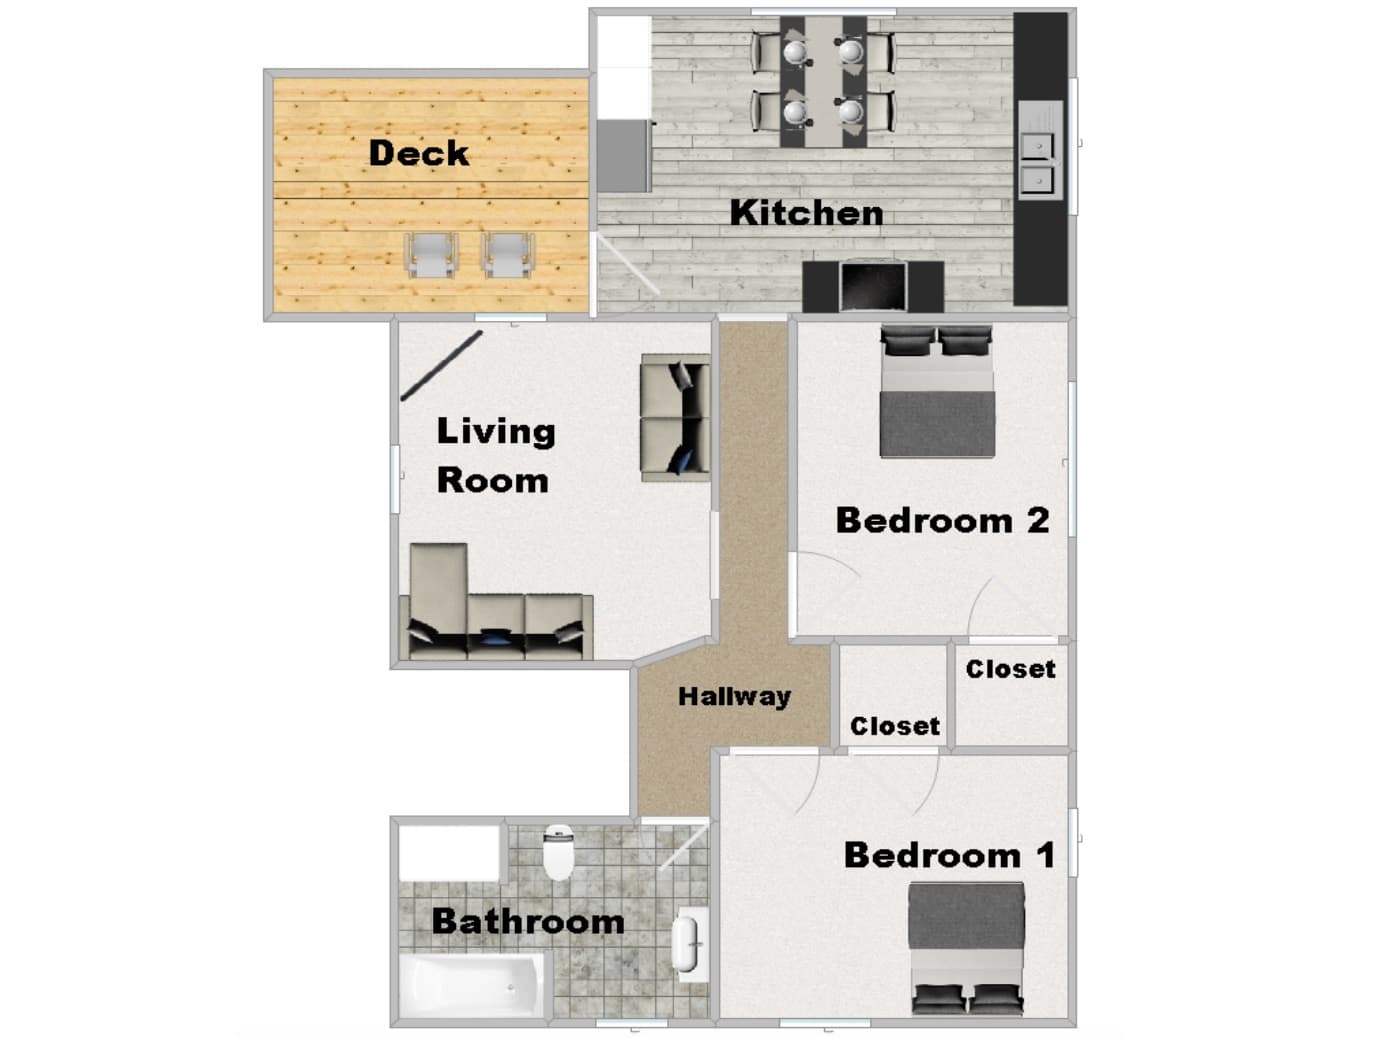 Deck
Kitchen
Living
Room
Bedroom 2
Closet
Hallway
Closet
Bedroom 1
Bathroom